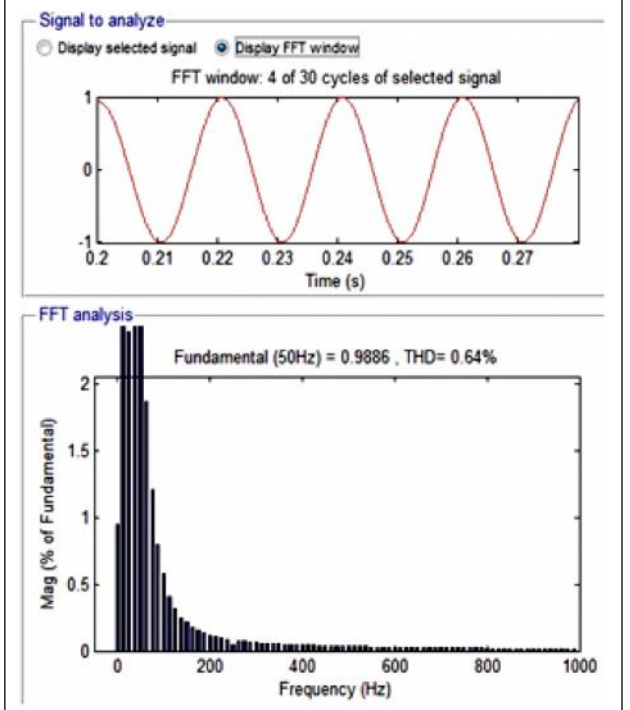 Signal to analyze
Display selected signal Display FFT window
FFT window: 4 of 30 cycles of selected signal
1
0
-1
0.2 0.21 0.22 0.23 0.24 0.25 0.26 0.27
Time (s)
FFT analysis
Fundamental (50Hz) = 0.9886 , THD= 0.64%
2
1.5
1
0.5
0
Mag (% of Fundamental)
0 200 400 600 800 1000
Frequency (Hz)